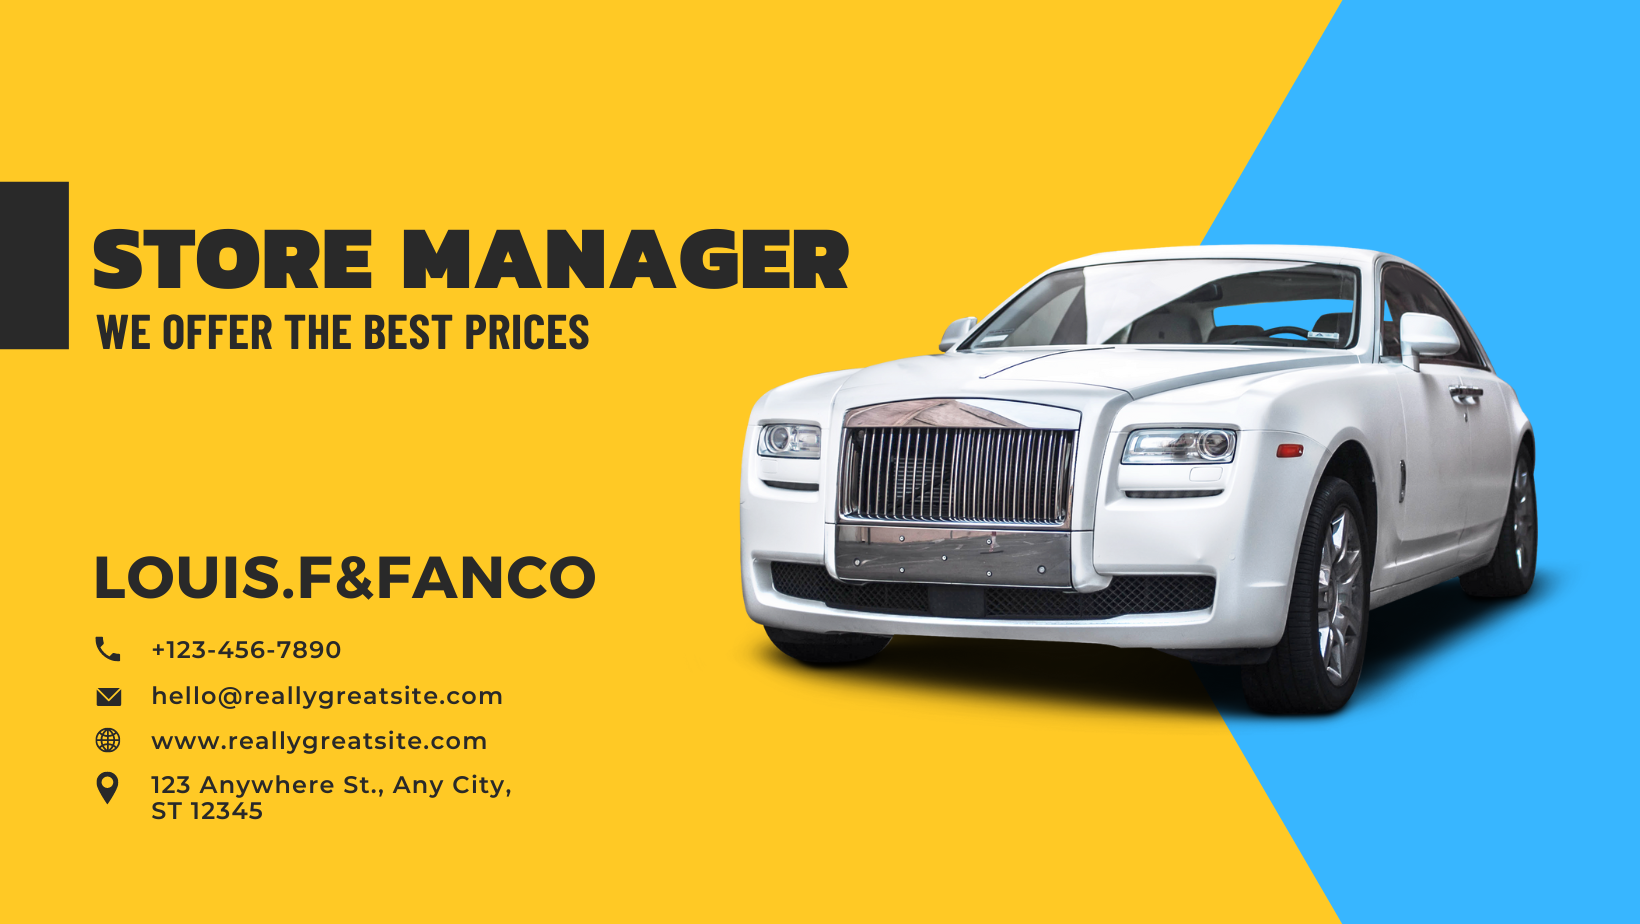 STORE MANAGER
WE OFFER THE BEST PRICES
LOUIS.F&FANCO
+123-456-7890
hello@reallygreatsite.com
www.reallygreatsite.com
123 Anywhere St., Any City,
ST 12345